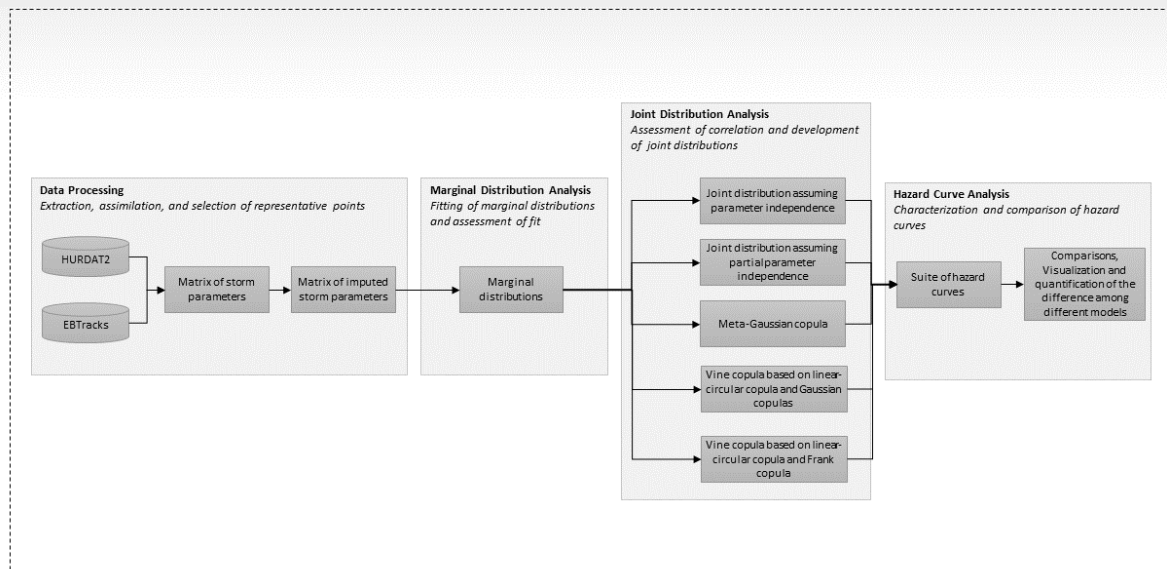 Data Processing
Extraction, assimilation, and selection of representative points
HURDAT2
EBTracks
Matrix of storm
parameters
Matrix of imputed
storm parameters
Marginal Distribution Analysis
Fitting of marginal distributions
and assessment of fit
Marginal
distributions
Joint Distribution Analysis
Assessment of correlation and development
of joint distributions
Joint distribution assuming
parameter independence
Joint distribution assuming
partial parameter
independence
Meta-Gaussian copula
Vine copula based on linear-
circular copula and Gaussian
copulas
Vine copula based on linear-
circular copula and Frank
copula
Hazard Curve Analysis
Characterization and comparison of hazard
curves
Suite of hazard
curves
Comparisons,
Visualization and
quantification of the
difference among
different models